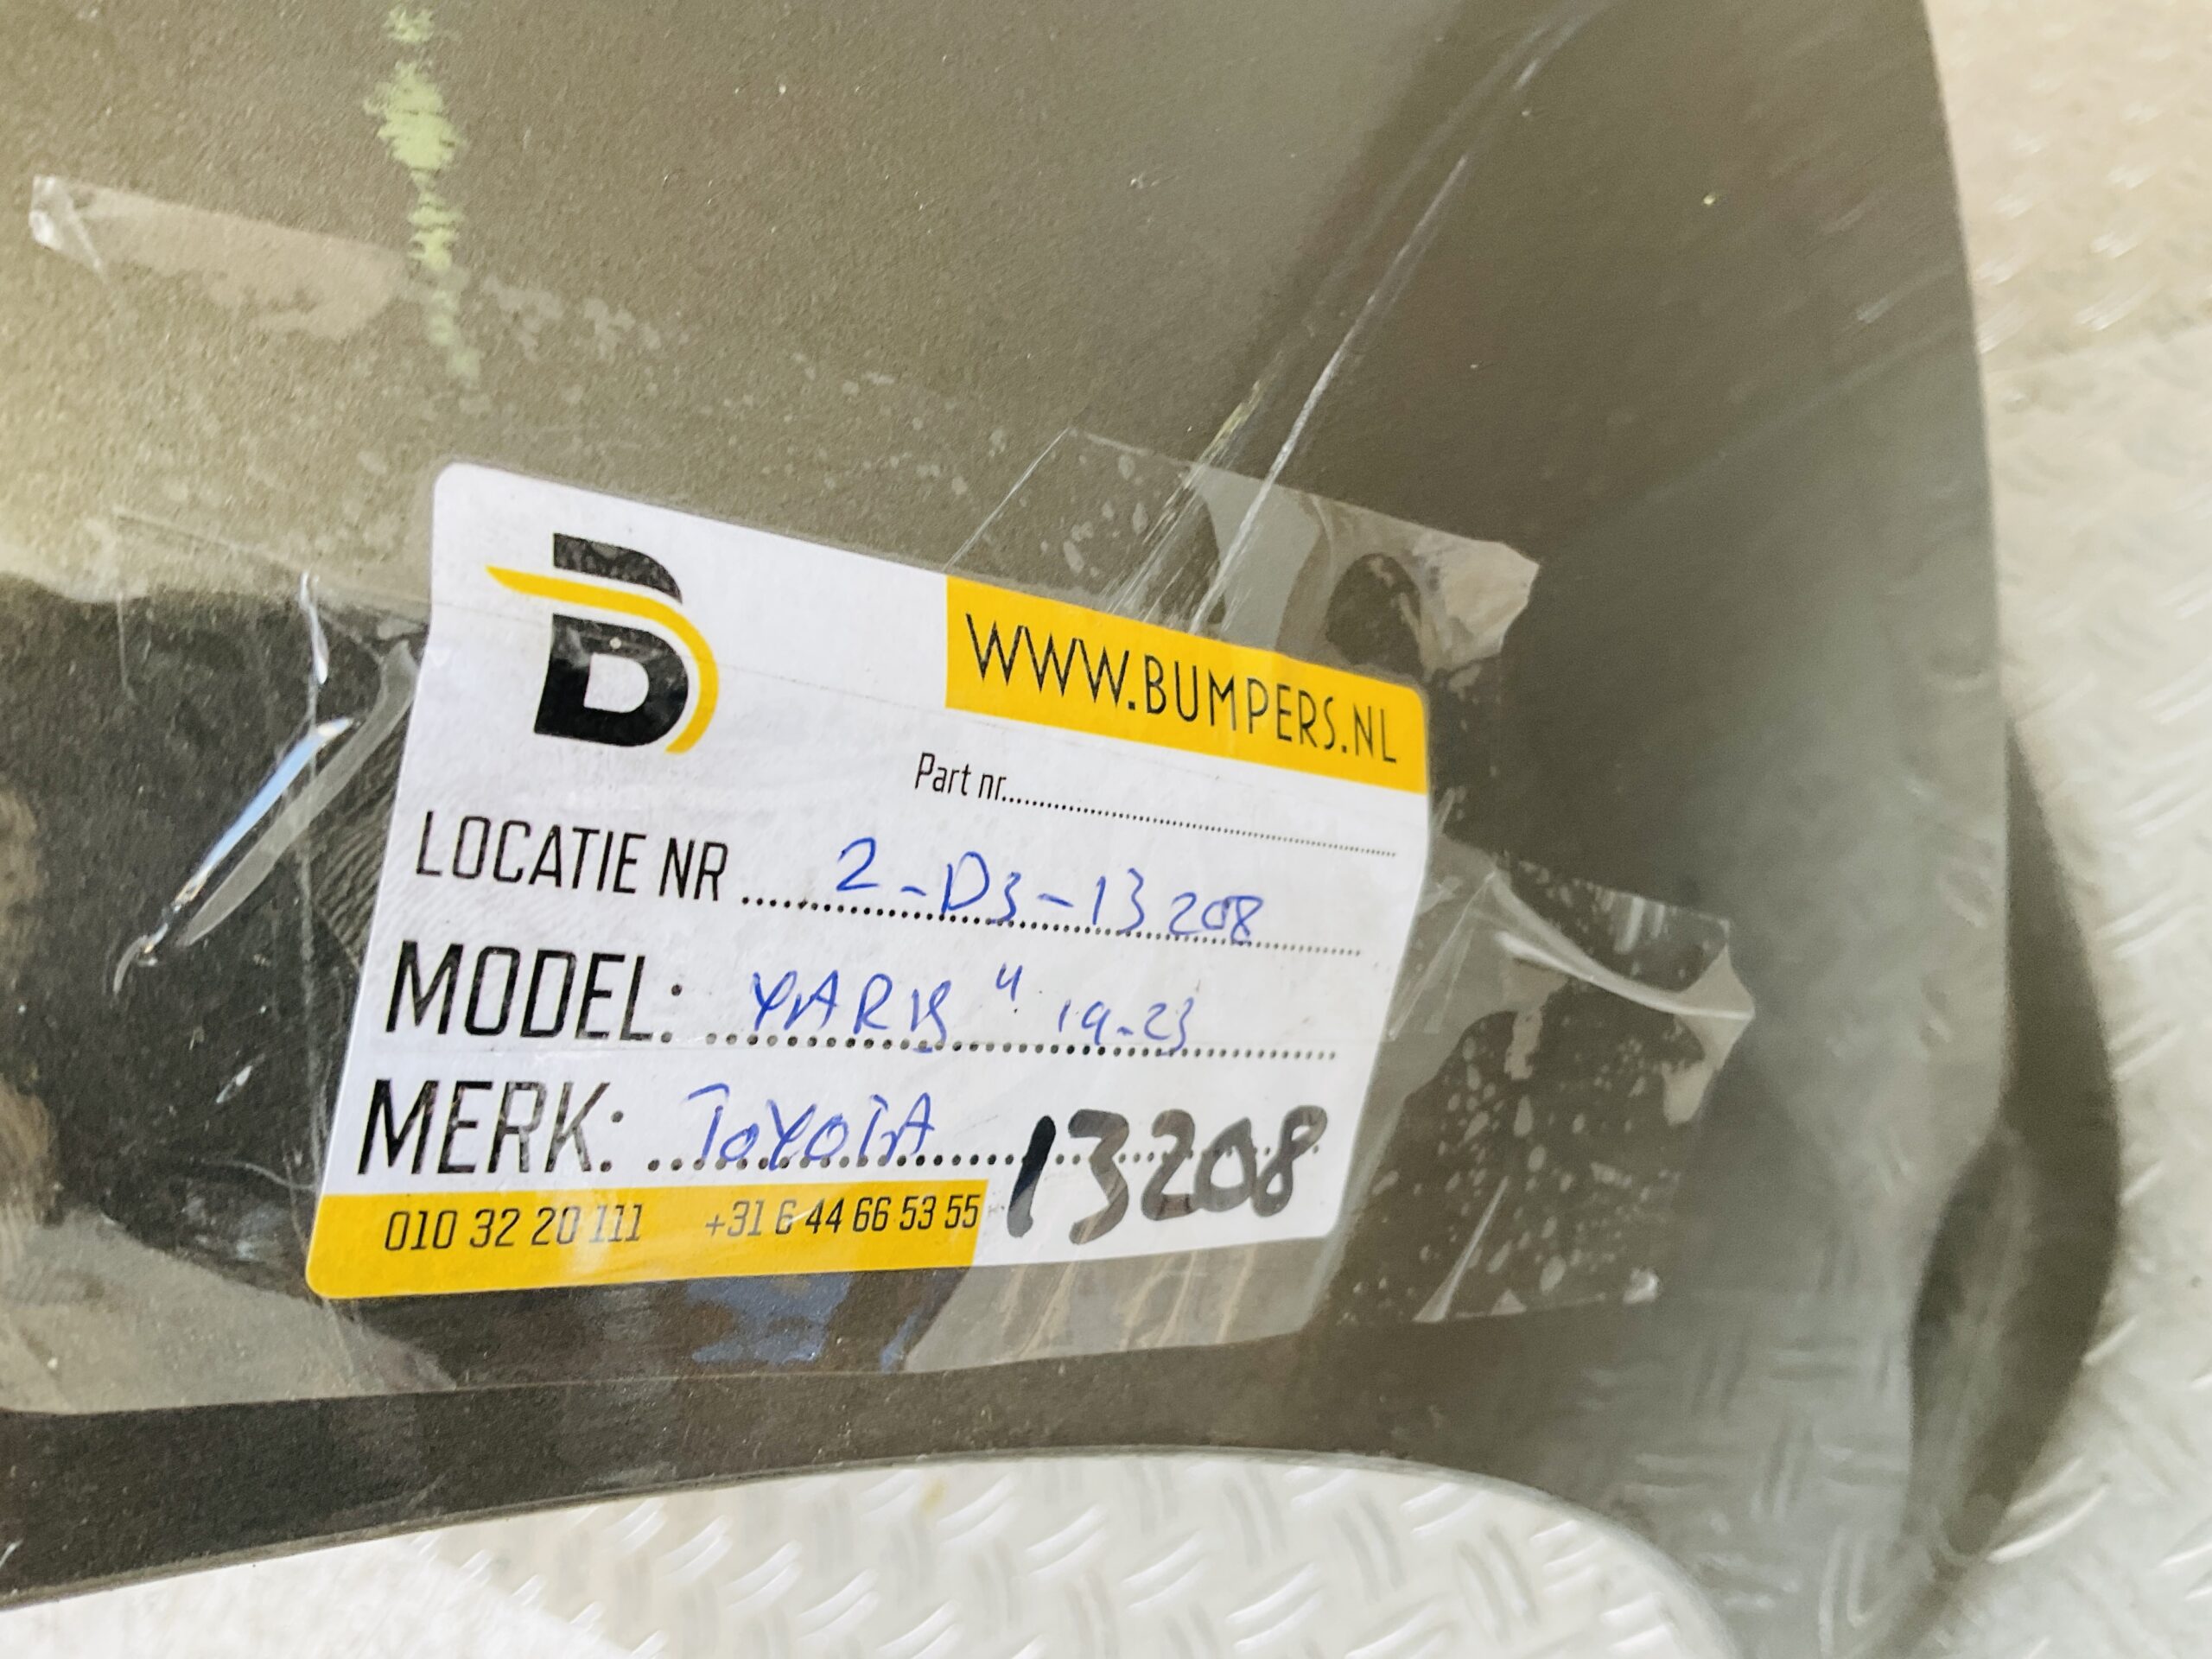 B
WWW.BUMPERS.NL
Part nr.........................................
LOCATIE NR .... 2-D3-13208
MODEL: YARIS 4 19-23
MERK: TOYOTA 13208
010 32 20 111 +31 6 44 66 53 55